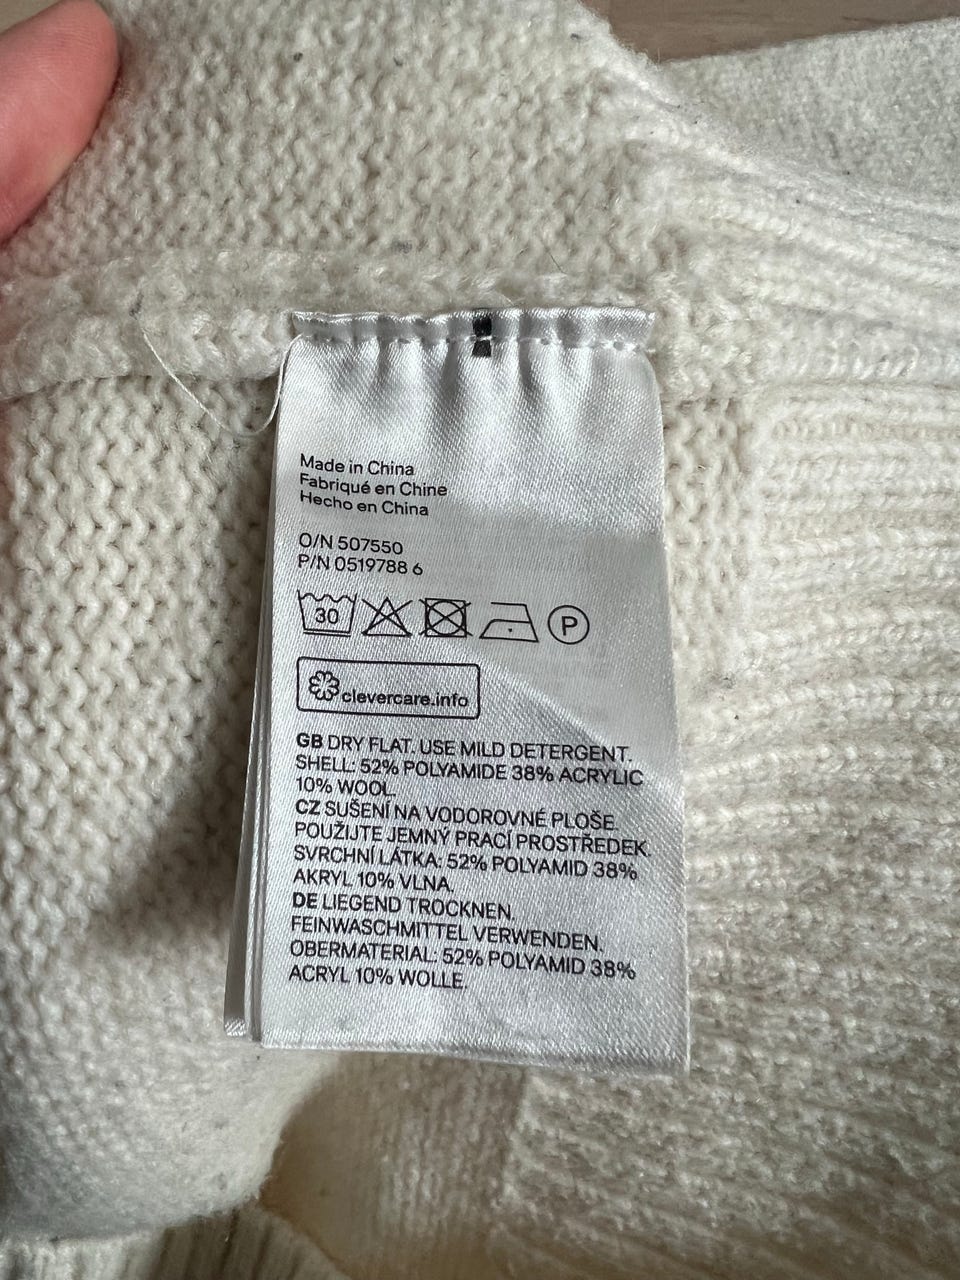 Made in China
Fabriqué en Chine
Hecho en China
O/N 507550
P/N 0519788 6
30
P
clevercare.info
GB DRY FLAT. USE MILD DETERGENT.
SHELL: 52% POLYAMIDE 38% ACRYLIC
10% WOOL.
CZ SUŠENÍ NA VODOROVNÉ PLOŠE.
POUŽIJTE JEMNÝ PRACÍ PROSTŘEDEK.
SVRCHNÍ LÁTKA: 52% POLYAMID 38%
AKRYL 10% VLNA.
DE LIEGEND TROCKNEN.
FEINWASCHMITTEL VERWENDEN.
OBERMATERIAL: 52% POLYAMID 38%
ACRYL 10% WOLLE.